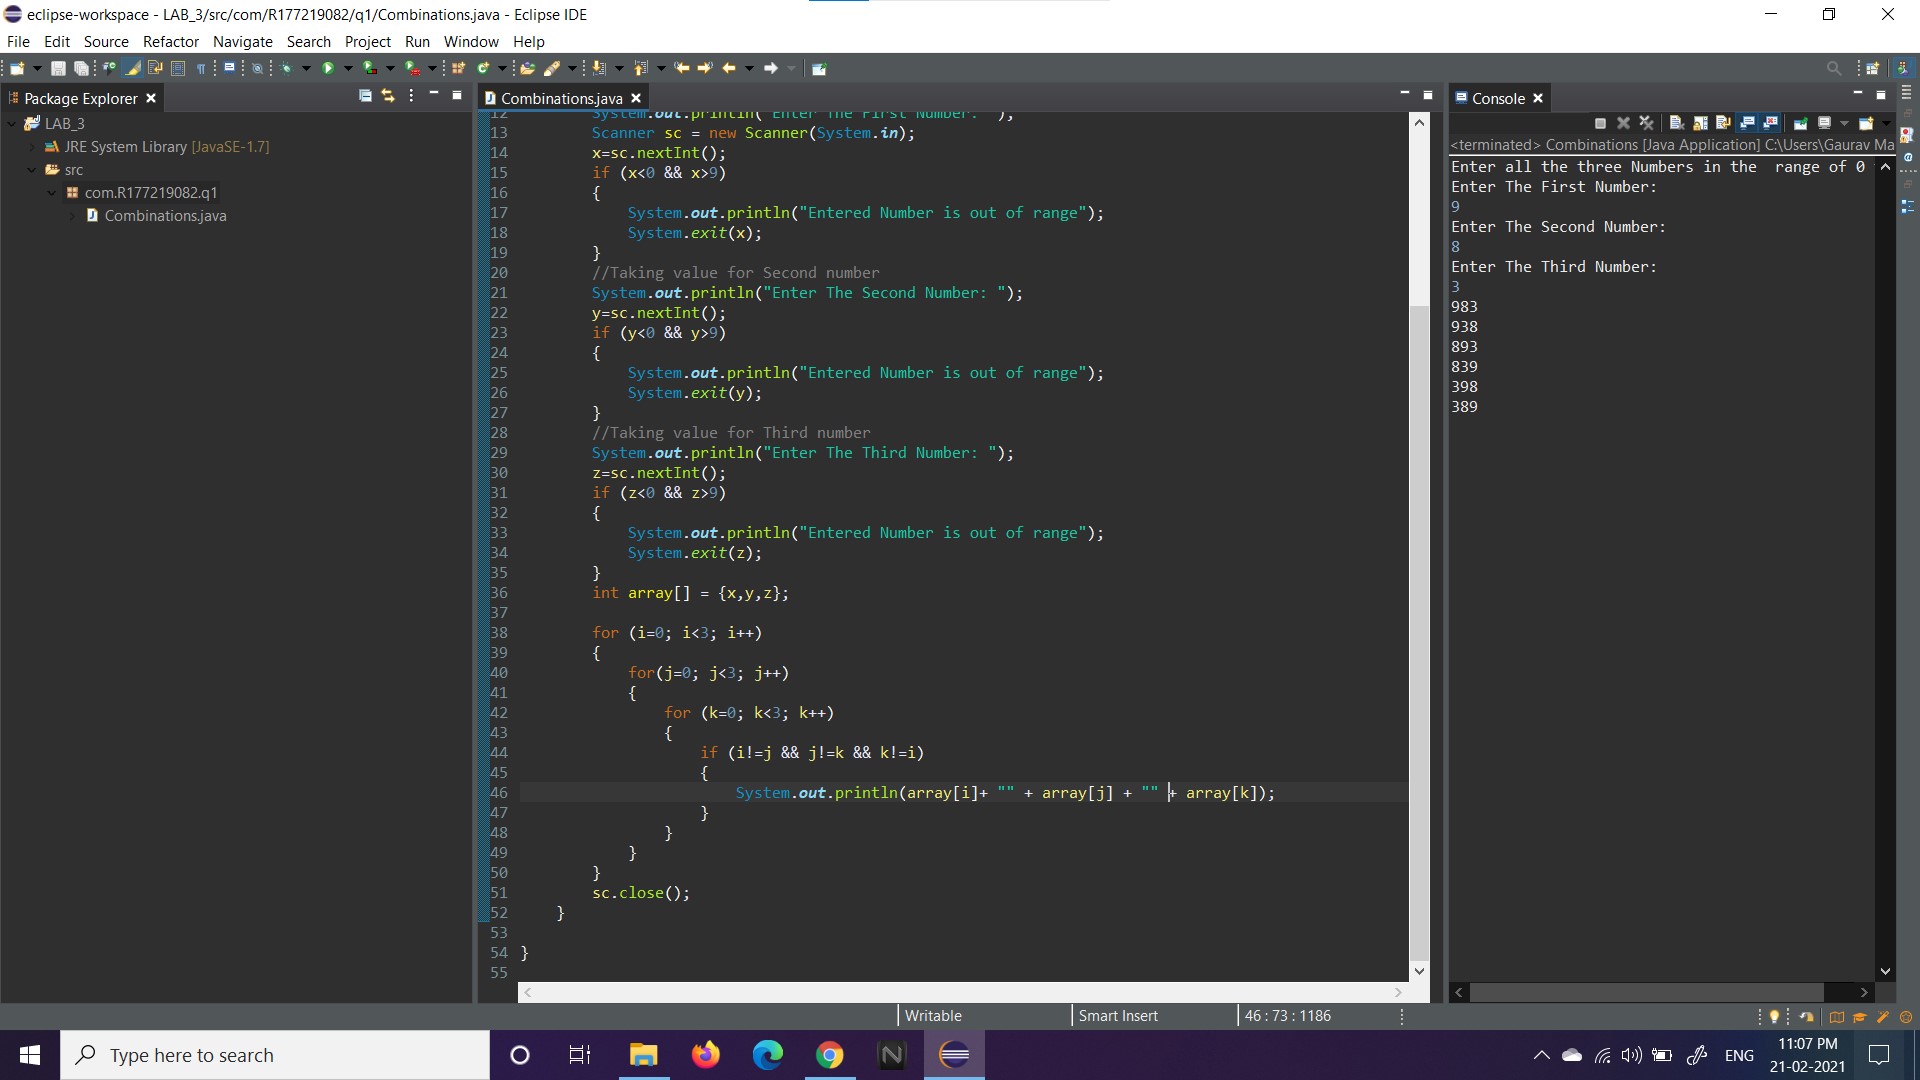 eclipse-workspace - LAB_3/src/com/R177219082/q1/Combinations.java - Eclipse IDE
File Edit Source Refactor Navigate Search Project Run Window Help
Package Explorer
LAB_3
JRE System Library [JavaSE-1.7]
src
com.R177219082.q1
Combinations.java
Combinations.java
12 System.out.println("Enter The First Number: ");
13 Scanner sc = new Scanner(System.in);
14 x=sc.nextInt();
15 if (x<0 && x>9)
16 {
17 System.out.println("Entered Number is out of range");
18 System.exit(x);
19 }
20 //Taking value for Second number
21 System.out.println("Enter The Second Number: ");
22 y=sc.nextInt();
23 if (y<0 && y>9)
24 {
25 System.out.println("Entered Number is out of range");
26 System.exit(y);
27 }
28 //Taking value for Third number
29 System.out.println("Enter The Third Number: ");
30 z=sc.nextInt();
31 if (z<0 && z>9)
32 {
33 System.out.println("Entered Number is out of range");
34 System.exit(z);
35 }
36 int array[] = {x,y,z};
37
38 for (i=0; i<3; i++)
39 {
40 for(j=0; j<3; j++)
41 {
42 for (k=0; k<3; k++)
43 {
44 if (i!=j && j!=k && k!=i)
45 {
46 System.out.println(array[i]+ "" + array[j] + "" + array[k]);
47 }
48 }
49 }
50 }
51 sc.close();
52 }
53
54 }
55
Console
<terminated> Combinations [Java Application] C:\Users\Gaurav Ma
Enter all the three Numbers in the  range of 0
Enter The First Number:
9
Enter The Second Number:
8
Enter The Third Number:
3
983
938
893
839
398
389
Writable Smart Insert 46 : 73 : 1186
Type here to search
ENG
11:07 PM
21-02-2021